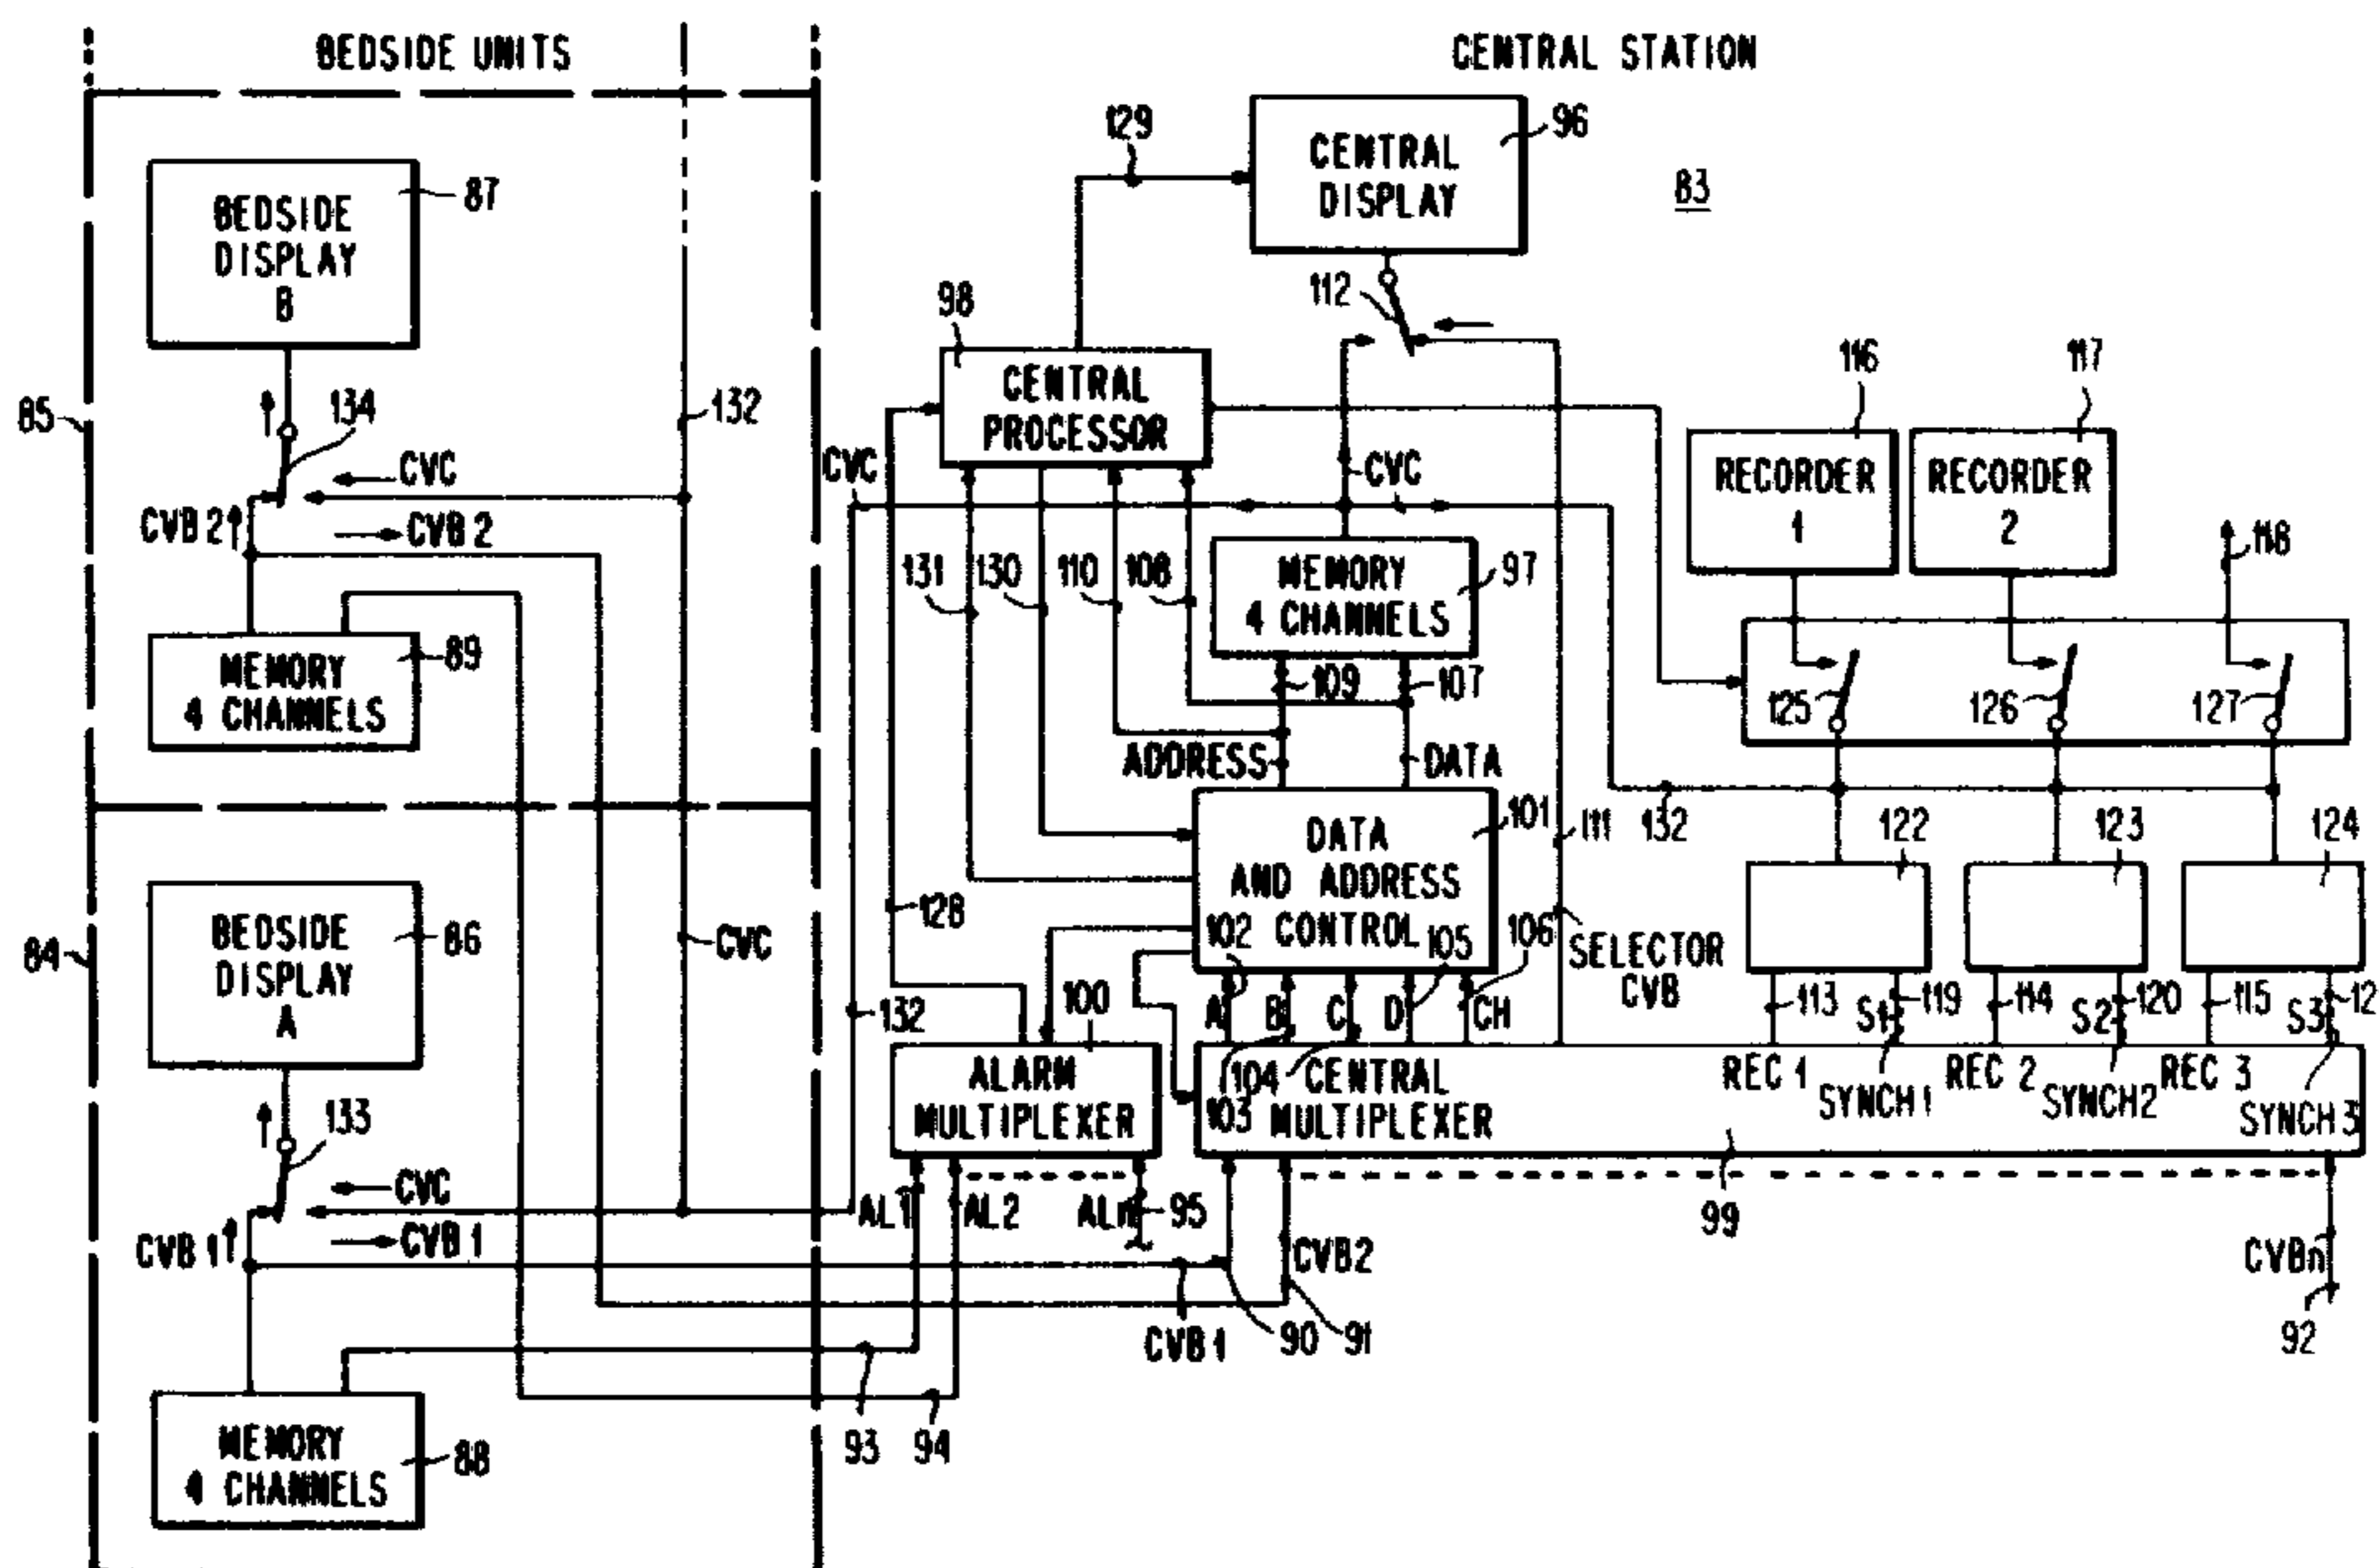 BEDSIDE UNITS
CENTRAL STATION
129
CENTRAL
DISPLAY
96
83
BEDSIDE
DISPLAY
B
87
112
98
CENTRAL
PROCESSOR
116
117
85
134
132
CVC
CVB 2
CVB 2
CVC
CVC
RECORDER
1
RECORDER
2
118
131
130
110
108
MEMORY
4 CHANNELS
97
MEMORY
4 CHANNELS
89
109
107
125
126
127
ADDRESS
DATA
DATA
AND ADDRESS
CONTROL
101
111
132
122
123
124
BEDSIDE
DISPLAY
A
86
84
CVC
128
102
105
106
SELECTOR
CVB
100
A
B
C
D
CH
113
S1
119
114
S2
120
115
S3
12
132
ALARM
MULTIPLEXER
103
104
CENTRAL
MULTIPLEXER
REC 1
SYNCH 1
REC 2
SYNCH 2
REC 3
SYNCH 3
133
CVC
CVB 1
CVB 1
AL1
AL2
ALn
95
99
CVB2
CVBn
CVB 1
90
91
92
93
94
MEMORY
4 CHANNELS
88